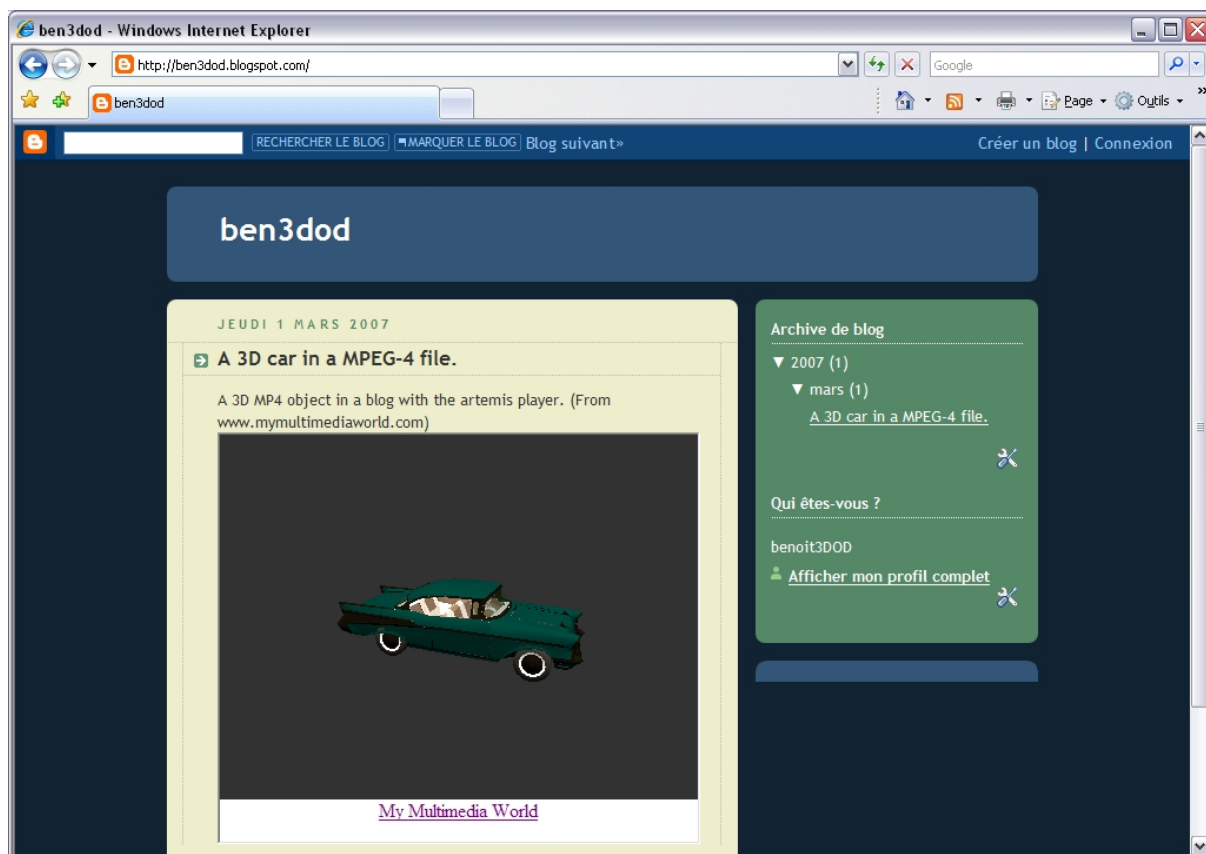 ben3dod - Windows Internet Explorer
http://ben3dod.blogspot.com/
Google
ben3dod
Page
Outils
RECHERCHER LE BLOG MARQUER LE BLOG Blog suivant»
Créer un blog | Connexion
ben3dod
JEUDI 1 MARS 2007
A 3D car in a MPEG-4 file.
A 3D MP4 object in a blog with the artemis player. (From
www.mymultimediaworld.com)
My Multimedia World
Archive de blog
▼ 2007 (1)
▼ mars (1)
A 3D car in a MPEG-4 file.
Qui êtes-vous ?
benoit3DOD
Afficher mon profil complet